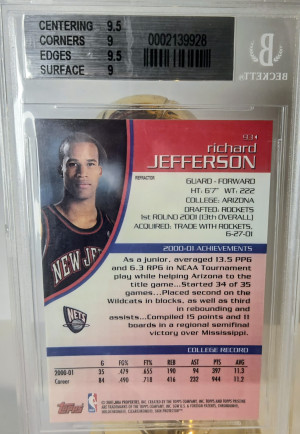 CENTERING 9.5
CORNERS 9
EDGES 9.5
SURFACE 9
0002139928
BECKETT
richard
JEFFERSON
REFRACTOR
GUARD - FORWARD
HT: 6'7" WT: 222
COLLEGE: ARIZONA
DRAFTED: ROCKETS
1st ROUND 2001 (13th OVERALL)
ACQUIRED: TRADE WITH ROCKETS,
6-27-01
NEW JE
2000-01 ACHIEVEMENTS
As a junior, averaged 13.5 PPG
and 6.3 RPG in NCAA Tournament
play while helping Arizona to the
title game...Started 34 of 35
games...Placed second on the
Wildcats in blocks, as well as third
in rebounding and
assists...Compiled 15 points and 11
boards in a regional semifinal
victory over Mississippi.
NETS
COLLEGE RECORD
G FG% FT% REB AST PTS AVG
2000-01 35 .479 .655 190 94 297 11.3
Career 84 .490 .718 416 232 944 11.2
Topps